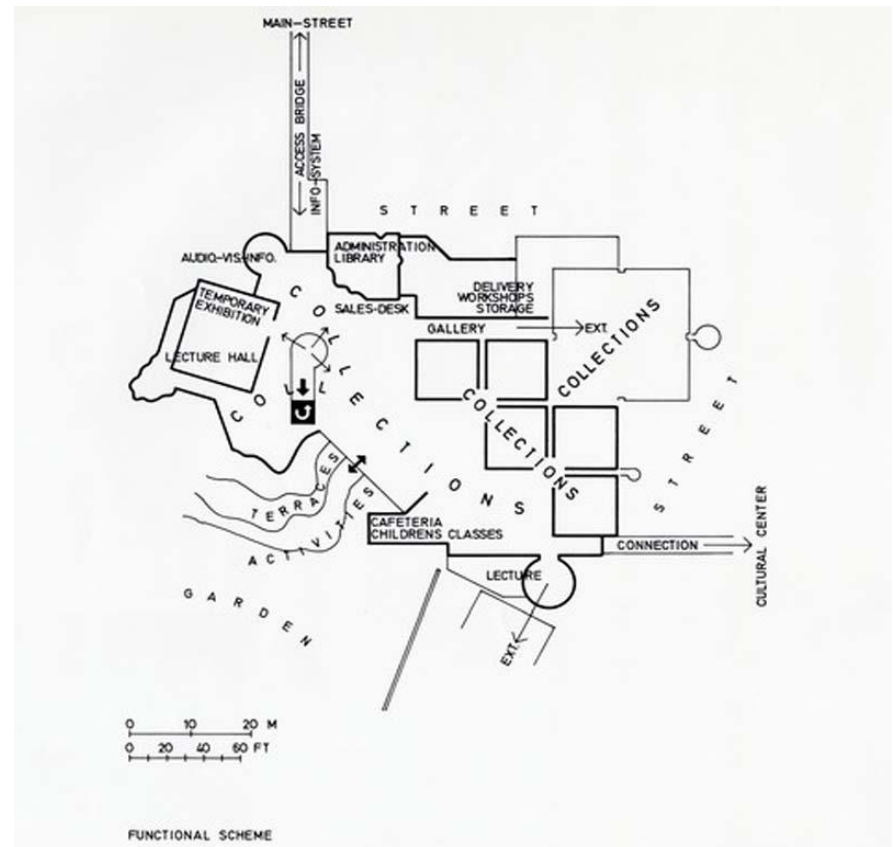 MAIN-STREET
ACCESS BRIDGE
INFO-SYSTEM
STREET
AUDIO.-VIS.-INFO.
ADMINISTRATION
LIBRARY
TEMPORARY
EXHIBITION
DELIVERY
WORKSHOPS
STORAGE
SALES-DESK
GALLERY
EXT.
LECTURE HALL
COLL
COLLECTIONS
COLLECTIONS
COLLECTIONS
STREET
TERRACES
ACTIVITIES
GARDEN
CAFETERIA
CHILDRENS CLASSES
CONNECTION
CULTURAL CENTER
LECTURE
EXT.
0 10 20 M
0 20 40 60 FT
FUNCTIONAL SCHEME